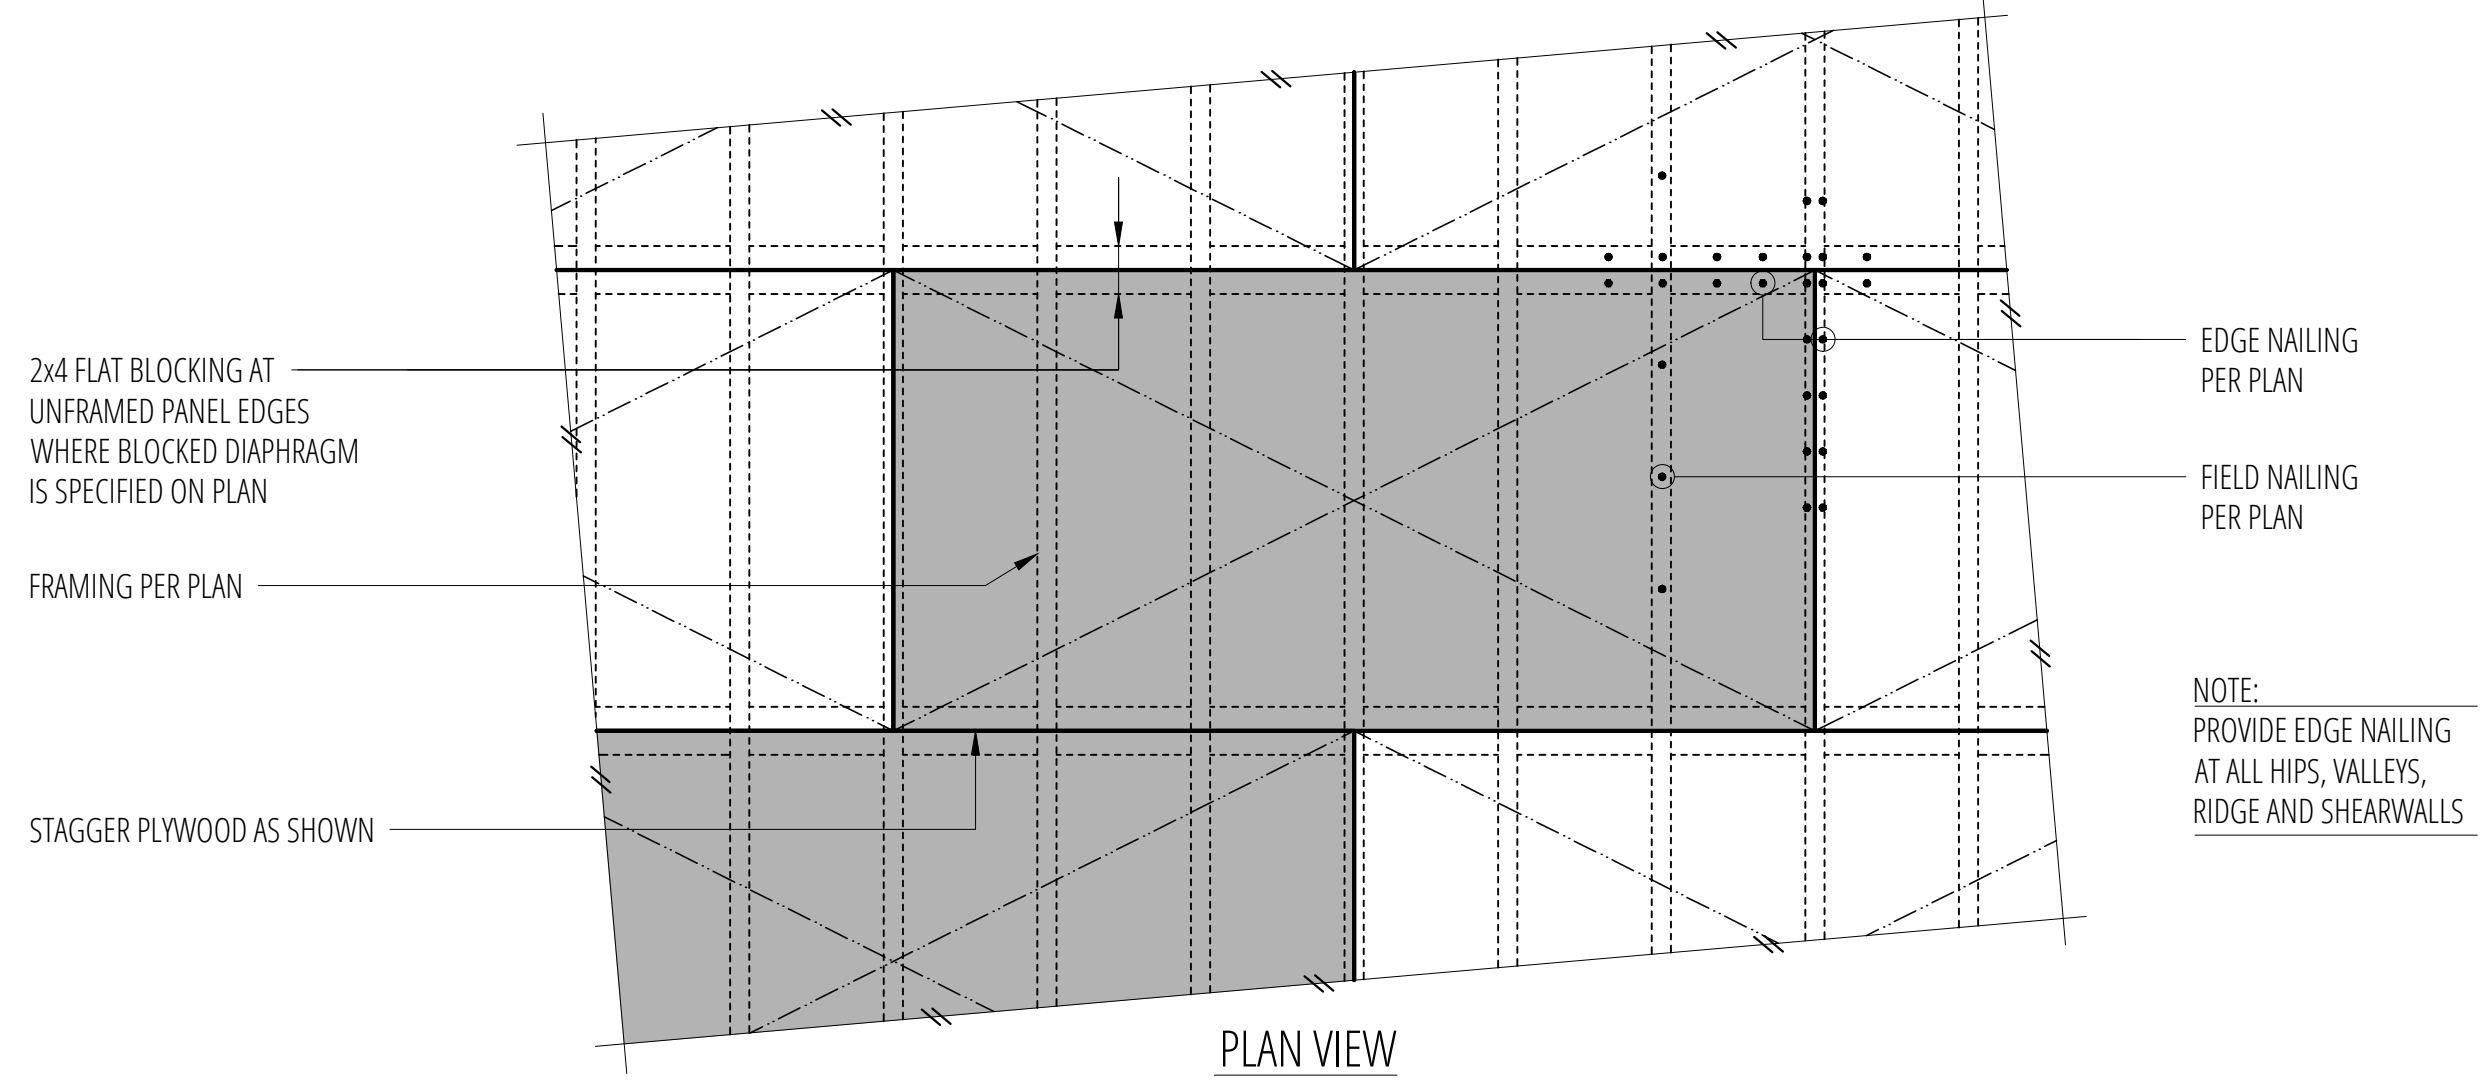 2x4 FLAT BLOCKING AT
UNFRAMED PANEL EDGES
WHERE BLOCKED DIAPHRAGM
IS SPECIFIED ON PLAN
FRAMING PER PLAN
STAGGER PLYWOOD AS SHOWN
EDGE NAILING
PER PLAN
FIELD NAILING
PER PLAN
NOTE:
PROVIDE EDGE NAILING
AT ALL HIPS, VALLEYS,
RIDGE AND SHEARWALLS
PLAN VIEW